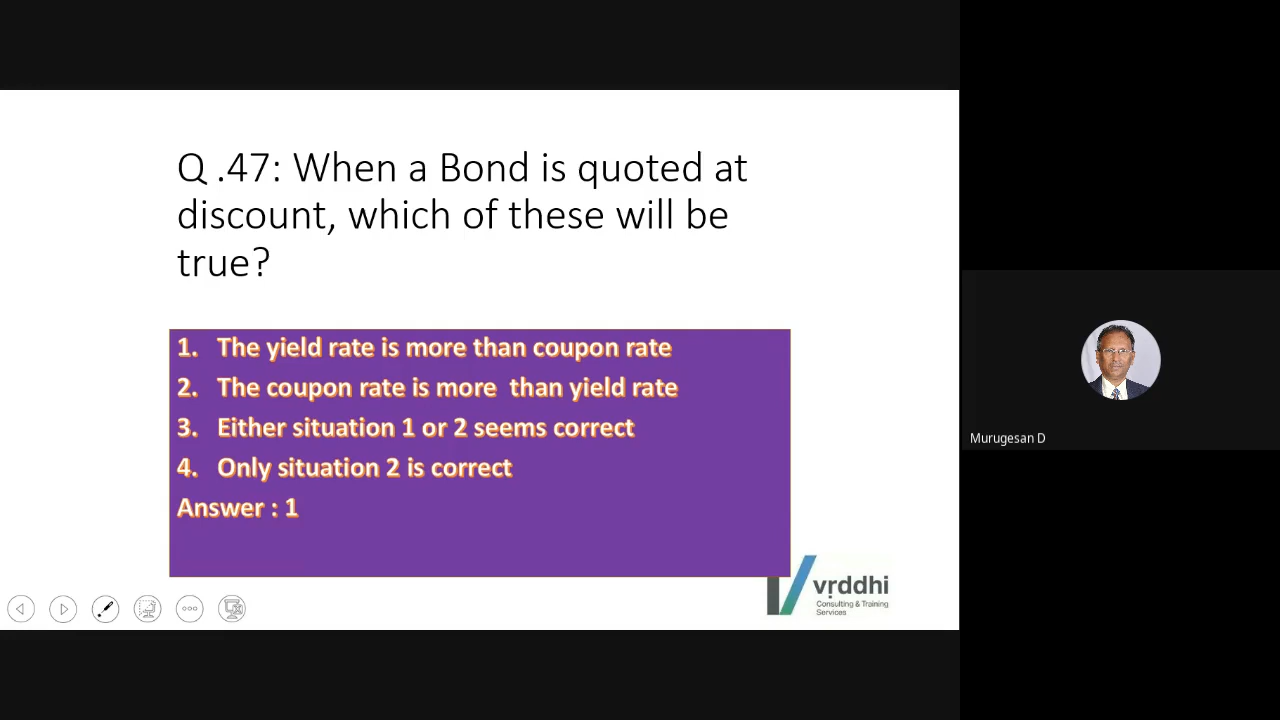 Q .47: When a Bond is quoted at
discount, which of these will be
true?
1. The yield rate is more than coupon rate
2. The coupon rate is more  than yield rate
3. Either situation 1 or 2 seems correct
4. Only situation 2 is correct
Answer : 1
vṛddhi
Consulting & Training
Services
Murugesan D